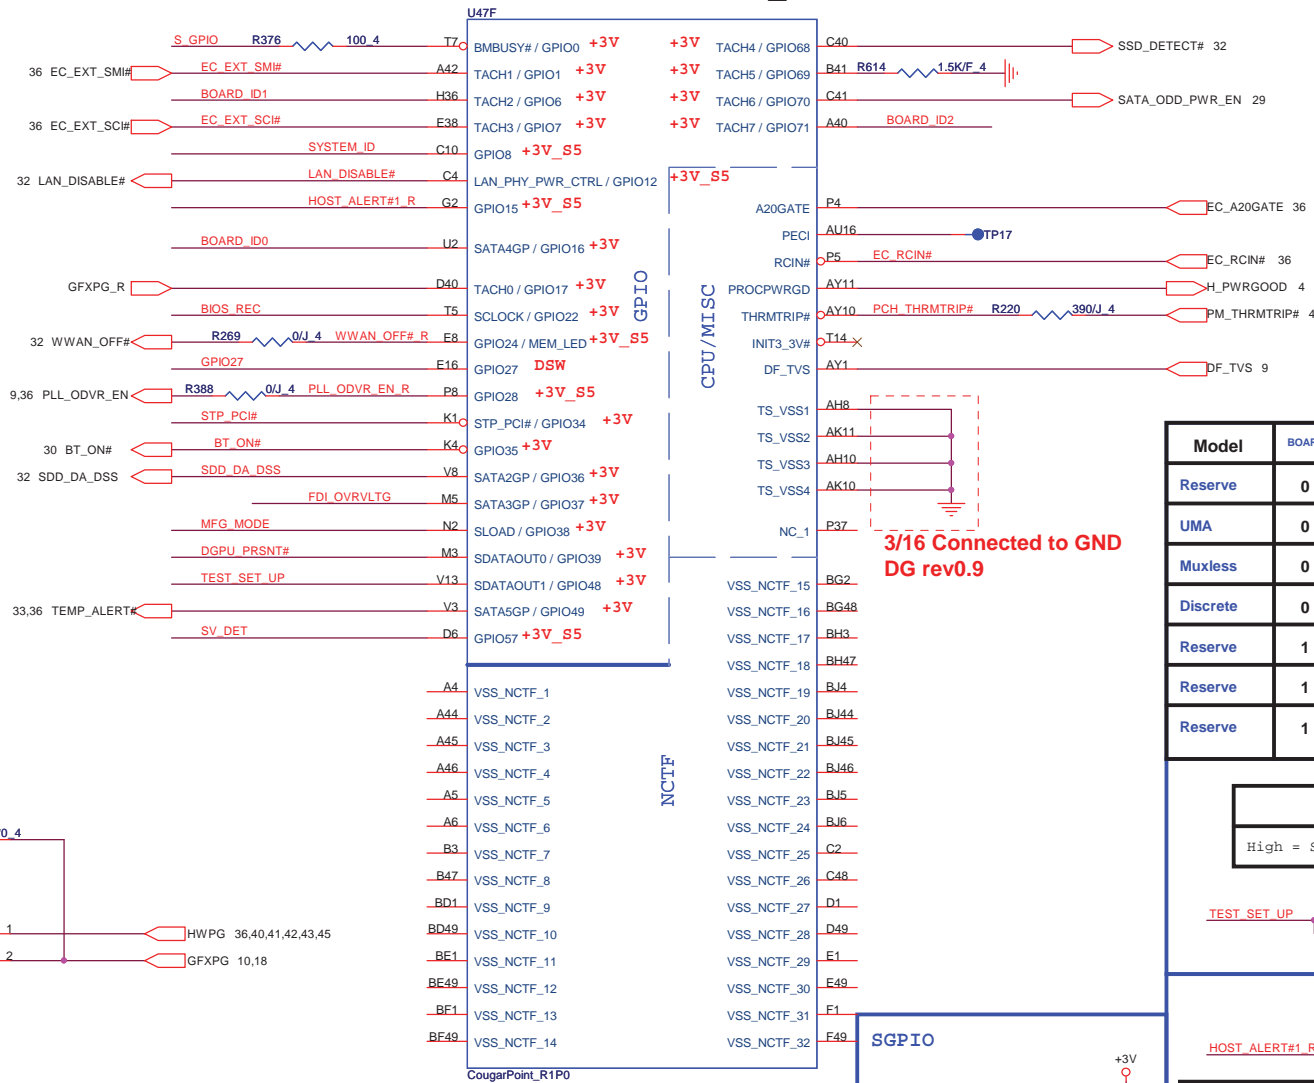 U47F
S_GPIO R376 100_4 T7 BMBUSY# / GPIO0 +3V
36 EC_EXT_SMI# EC_EXT_SMI# A42 TACH1 / GPIO1 +3V
BOARD_ID1 H36 TACH2 / GPIO6 +3V
36 EC_EXT_SCI# EC_EXT_SCI# E38 TACH3 / GPIO7 +3V
SYSTEM_ID C10 GPIO8 +3V_S5
32 LAN_DISABLE# LAN_DISABLE# C4 LAN_PHY_PWR_CTRL / GPIO12 +3V_S5
HOST_ALERT#1_R G2 GPIO15 +3V_S5
BOARD_ID0 U2 SATA4GP / GPIO16 +3V
GFXPG_R D40 TACH0 / GPIO17 +3V
BIOS_REC T5 SCLOCK / GPIO22 +3V
32 WWAN_OFF# R269 0/J_4 WWAN_OFF#_R E8 GPIO24 / MEM_LED +3V_S5
GPIO27 E16 GPIO27 DSW
9,36 PLL_ODVR_EN R388 0/J_4 PLL_ODVR_EN_R P8 GPIO28 +3V_S5
STP_PCI# K1 STP_PCI# / GPIO34 +3V
30 BT_ON# BT_ON# K4 GPIO35 +3V
32 SDD_DA_DSS SDD_DA_DSS V8 SATA2GP / GPIO36 +3V
FDI_OVRVLTG M5 SATA3GP / GPIO37 +3V
MFG_MODE N2 SLOAD / GPIO38 +3V
DGPU_PRSNT# M3 SDATAOUT0 / GPIO39 +3V
TEST_SET_UP V13 SDATAOUT1 / GPIO48 +3V
33,36 TEMP_ALERT# V3 SATA5GP / GPIO49 +3V
SV_DET D6 GPIO57 +3V_S5
GPIO
A4 VSS_NCTF_1
A44 VSS_NCTF_2
A45 VSS_NCTF_3
A46 VSS_NCTF_4
A5 VSS_NCTF_5
A6 VSS_NCTF_6
B3 VSS_NCTF_7
B47 VSS_NCTF_8
BD1 VSS_NCTF_9
BD49 VSS_NCTF_10
BE1 VSS_NCTF_11
BE49 VSS_NCTF_12
BF1 VSS_NCTF_13
BF49 VSS_NCTF_14
NCTF
CougarPoint_R1P0
+3V TACH4 / GPIO68 C40 SSD_DETECT# 32
+3V TACH5 / GPIO69 B41 R614 1.5K/F_4
+3V TACH6 / GPIO70 C41 SATA_ODD_PWR_EN 29
+3V TACH7 / GPIO71 A40 BOARD_ID2
CPU/MISC
A20GATE P4 EC_A20GATE 36
PECI AU16 TP17
RCIN# P5 EC_RCIN# EC_RCIN# 36
PROCPWRGD AY11 H_PWRGOOD 4
THRMTRIP# AY10 PCH_THRMTRIP# R220 390/J_4 PM_THRMTRIP# 4
INIT3_3V# T14
DF_TVS AY1 DF_TVS 9
TS_VSS1 AH8
TS_VSS2 AK11
TS_VSS3 AH10
TS_VSS4 AK10
NC_1 P37
3/16 Connected to GND
DG rev0.9
VSS_NCTF_15 BG2
VSS_NCTF_16 BG48
VSS_NCTF_17 BH3
VSS_NCTF_18 BH47
VSS_NCTF_19 BJ4
VSS_NCTF_20 BJ44
VSS_NCTF_21 BJ45
VSS_NCTF_22 BJ46
VSS_NCTF_23 BJ5
VSS_NCTF_24 BJ6
VSS_NCTF_25 C2
VSS_NCTF_26 C48
VSS_NCTF_27 D1
VSS_NCTF_28 D49
VSS_NCTF_29 E1
VSS_NCTF_30 E49
VSS_NCTF_31 F1
VSS_NCTF_32 F49
0_4
1 HWPG 36,40,41,42,43,45
2 GFXPG 10,18
Model BOAR
Reserve 0
UMA 0
Muxless 0
Discrete 0
Reserve 1
Reserve 1
Reserve 1
High = S
TEST_SET_UP
HOST_ALERT#1_R
SGPIO
+3V